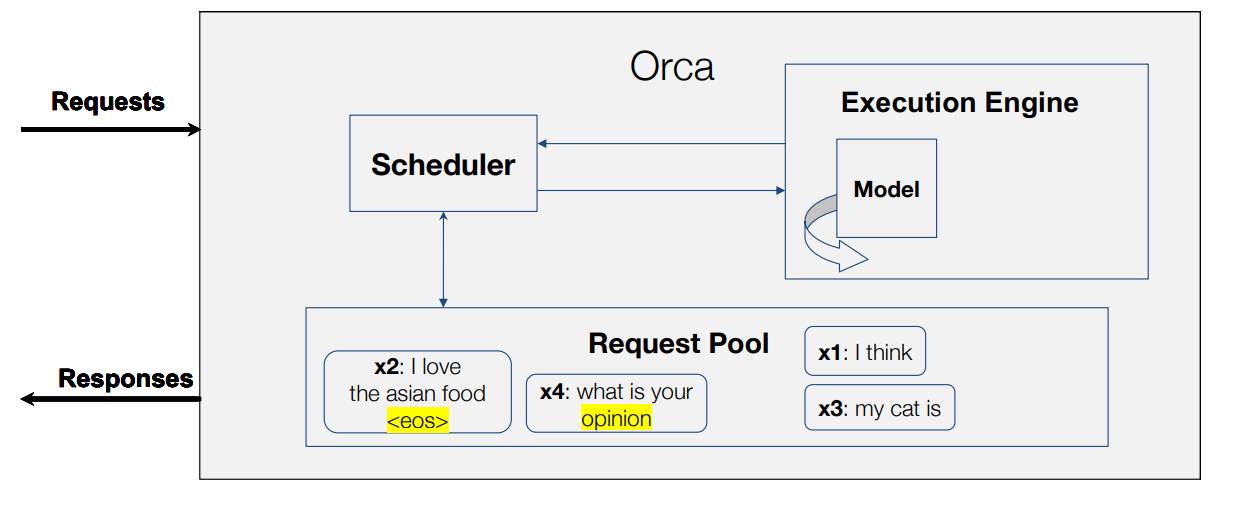 Orca
Requests
Execution Engine
Scheduler
Model
Request Pool
x1: I think
x2: I love
the asian food
<eos>
x4: what is your
opinion
x3: my cat is
Responses